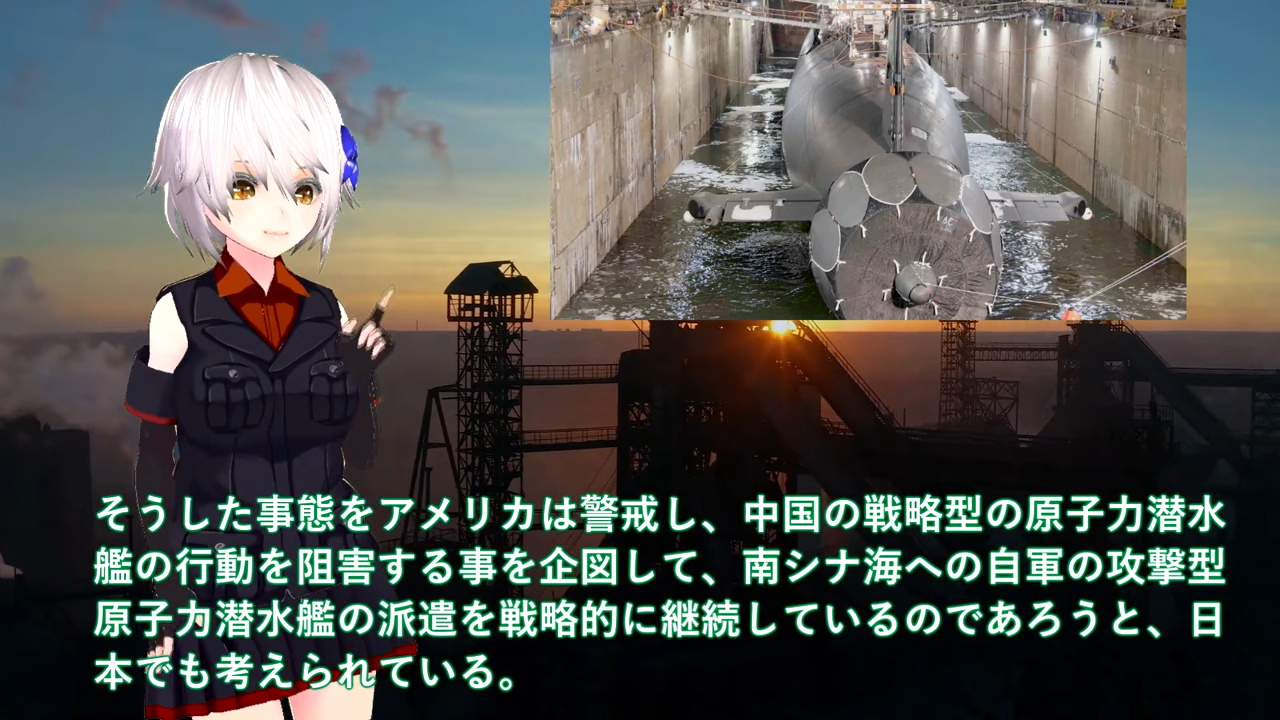 そうした事態をアメリカは警戒し、中国の戦略型の原子力潜水
艦の行動を阻害する事を企図して、南シナ海への自軍の攻撃型
原子力潜水艦の派遣を戦略的に継続しているのであろうと、日
本でも考えられている。